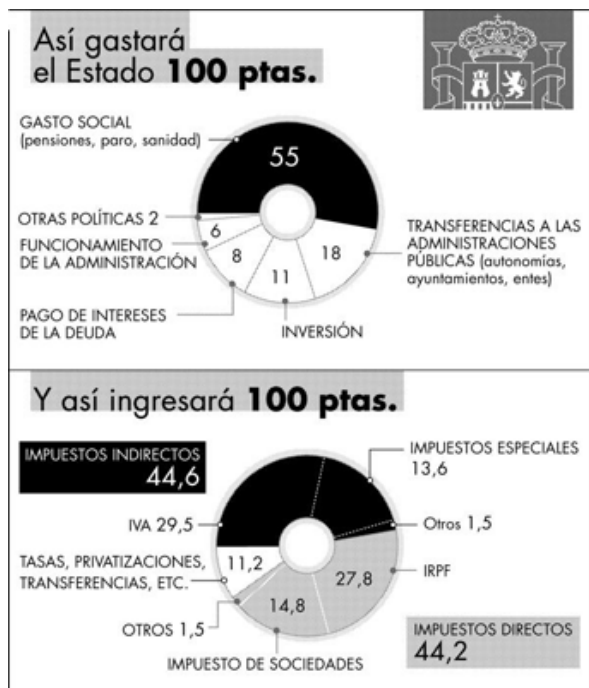 Así gastará
el Estado 100 ptas.
GASTO SOCIAL
(pensiones, paro, sanidad)
55
OTRAS POLÍTICAS 2
6
FUNCIONAMIENTO
DE LA ADMINISTRACIÓN
8
18
TRANSFERENCIAS A LAS
ADMINISTRACIONES
PÚBLICAS (autonomías,
ayuntamientos, entes)
11
PAGO DE INTERESES
DE LA DEUDA
INVERSIÓN
Y así ingresará 100 ptas.
IMPUESTOS INDIRECTOS
44,6
IMPUESTOS ESPECIALES
13,6
IVA 29,5
Otros 1,5
TASAS, PRIVATIZACIONES,
TRANSFERENCIAS, ETC.
11,2
27,8
IRPF
14,8
OTROS 1,5
IMPUESTO DE SOCIEDADES
IMPUESTOS DIRECTOS
44,2